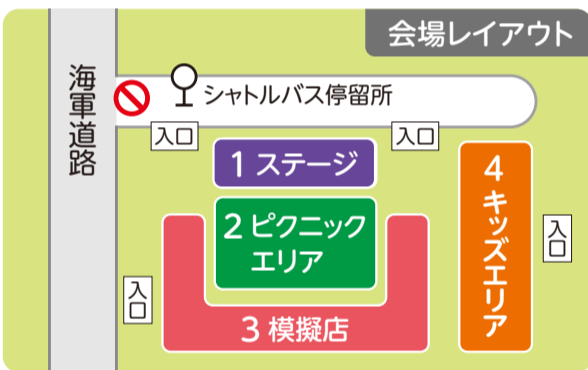 会場レイアウト
海軍道路
シャトルバス停留所
入口
入口
1 ステージ
2 ピクニック
エリア
3 模擬店
4 キッズエリア
入口
入口